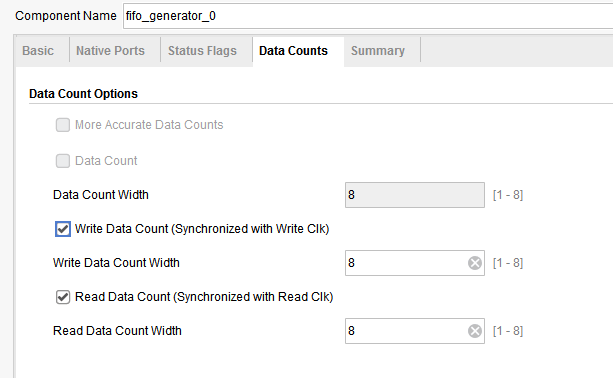 Component Name fifo_generator_0
Basic Native Ports Status Flags Data Counts Summary
Data Count Options
More Accurate Data Counts
Data Count
Data Count Width 8 [1 - 8]
Write Data Count (Synchronized with Write Clk)
Write Data Count Width 8 [1 - 8]
Read Data Count (Synchronized with Read Clk)
Read Data Count Width 8 [1 - 8]